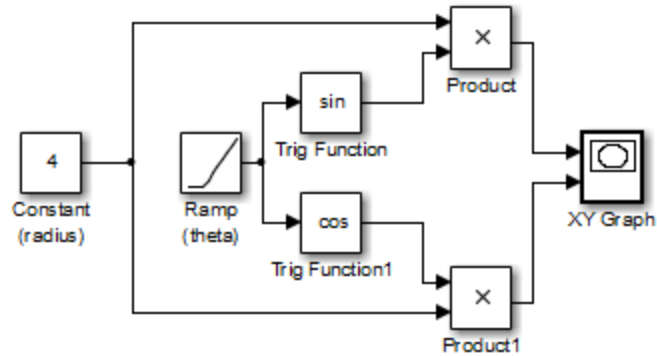 ×
Product
sin
Trig Function
4
Constant
(radius)
Ramp
(theta)
XY Graph
cos
Trig Function1
×
Product1